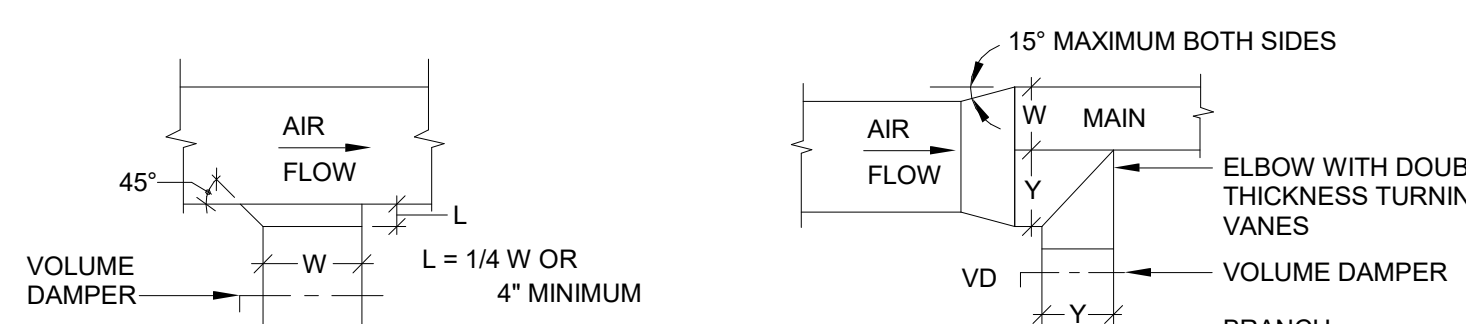 AIR
FLOW
45°
L
W
L = 1/4 W OR
4" MINIMUM
VOLUME
DAMPER
15° MAXIMUM BOTH SIDES
W
MAIN
AIR
FLOW
Y
ELBOW WITH DOUB
THICKNESS TURNIN
VANES
VD
VOLUME DAMPER
Y
BRANCH